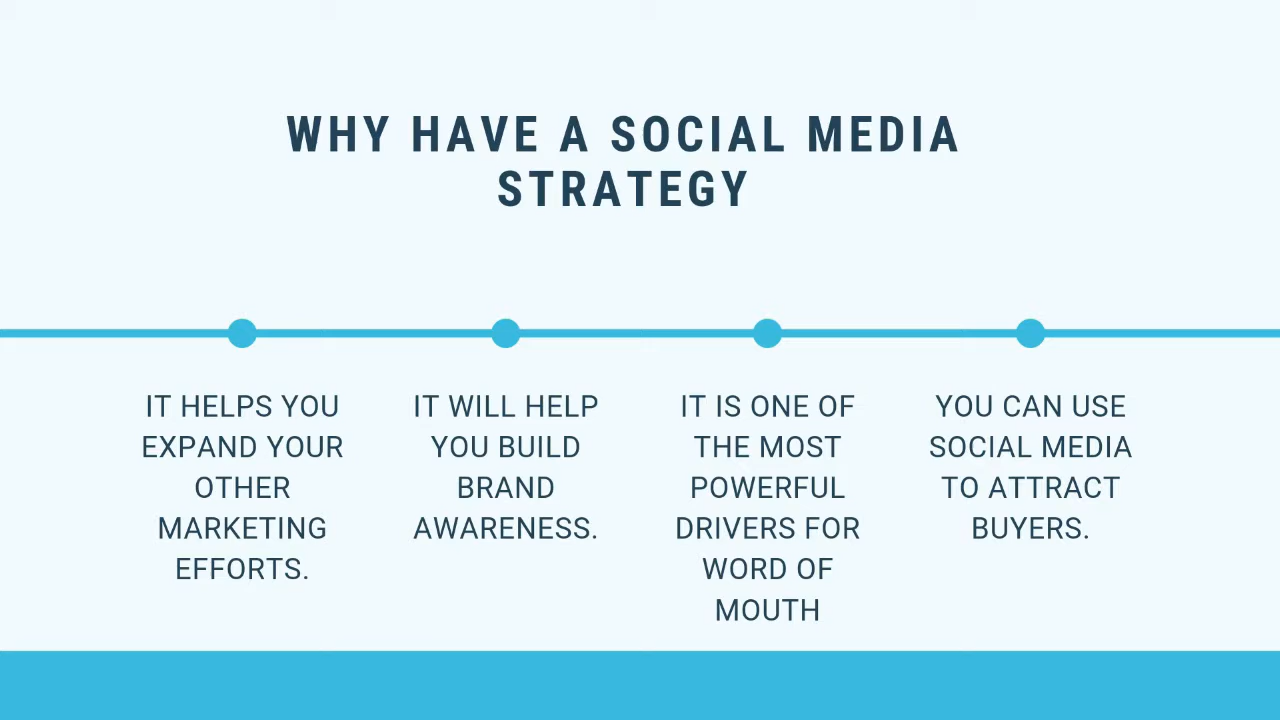 WHY HAVE A SOCIAL MEDIA
STRATEGY
IT HELPS YOU
EXPAND YOUR
OTHER
MARKETING
EFFORTS.
IT WILL HELP
YOU BUILD
BRAND
AWARENESS.
IT IS ONE OF
THE MOST
POWERFUL
DRIVERS FOR
WORD OF
MOUTH
YOU CAN USE
SOCIAL MEDIA
TO ATTRACT
BUYERS.